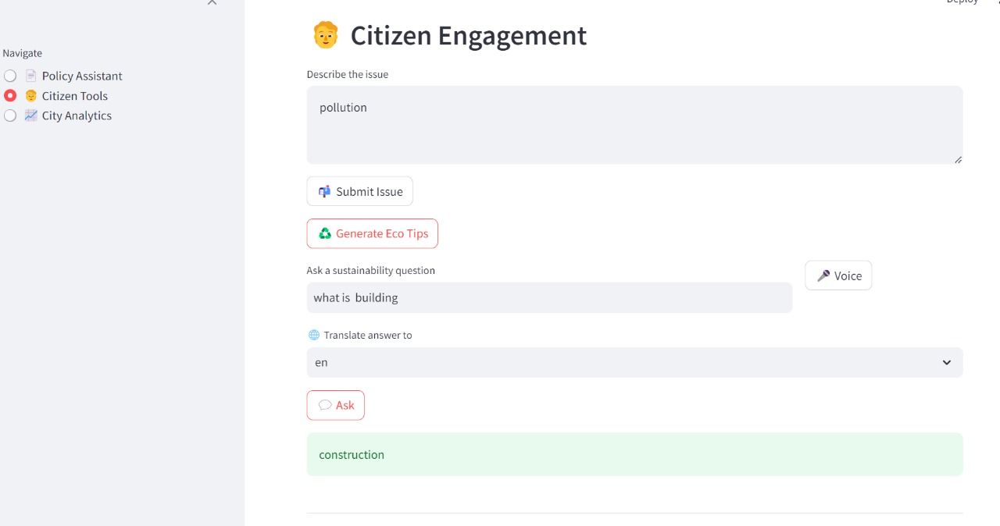 Deploy
Citizen Engagement
Navigate
Policy Assistant
Citizen Tools
City Analytics
Describe the issue
pollution
Submit Issue
Generate Eco Tips
Ask a sustainability question
Voice
what is  building
Translate answer to
en
Ask
construction